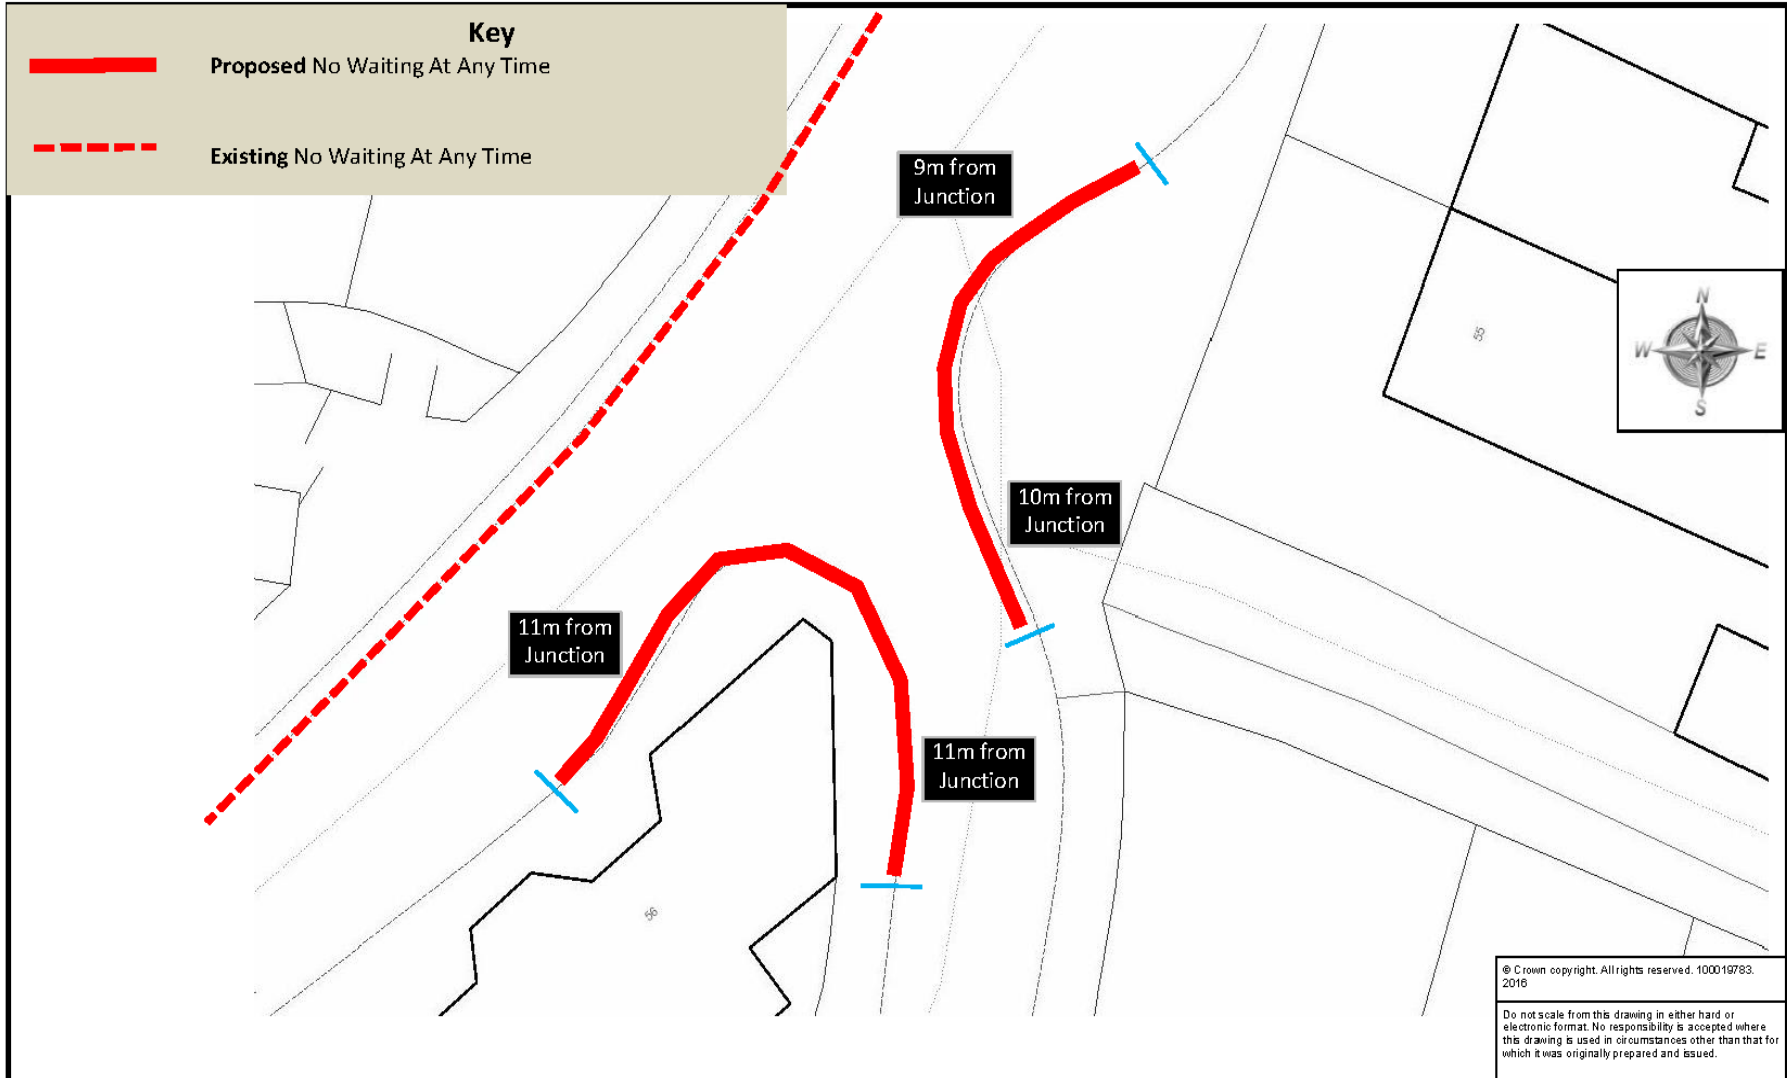 Key
Proposed No Waiting At Any Time
Existing No Waiting At Any Time
9m from
Junction
N
W E
S
55
10m from
Junction
11m from
Junction
11m from
Junction
56
© Crown copyright. All rights reserved. 100019783.
2016
Do not scale from this drawing in either hard or
electronic format. No responsibility is accepted where
this drawing is used in circumstances other than that for
which it was originally prepared and issued.